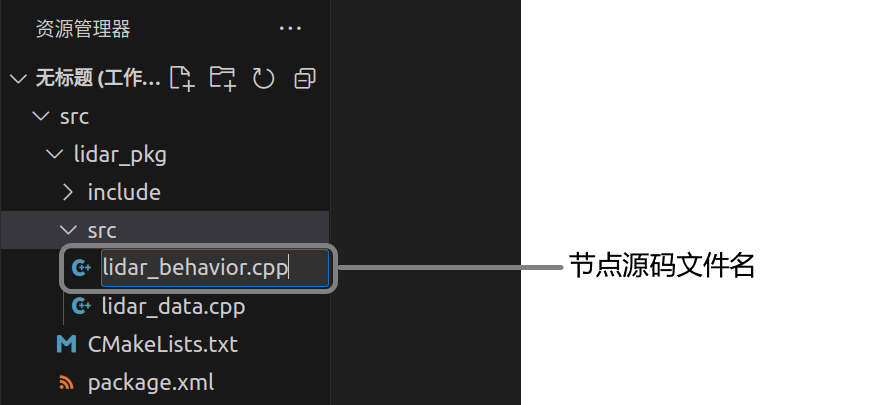 资源管理器 ···
无标题 (工作...
src
lidar_pkg
include
src
lidar_behavior.cpp
节点源码文件名
lidar_data.cpp
CMakeLists.txt
package.xml